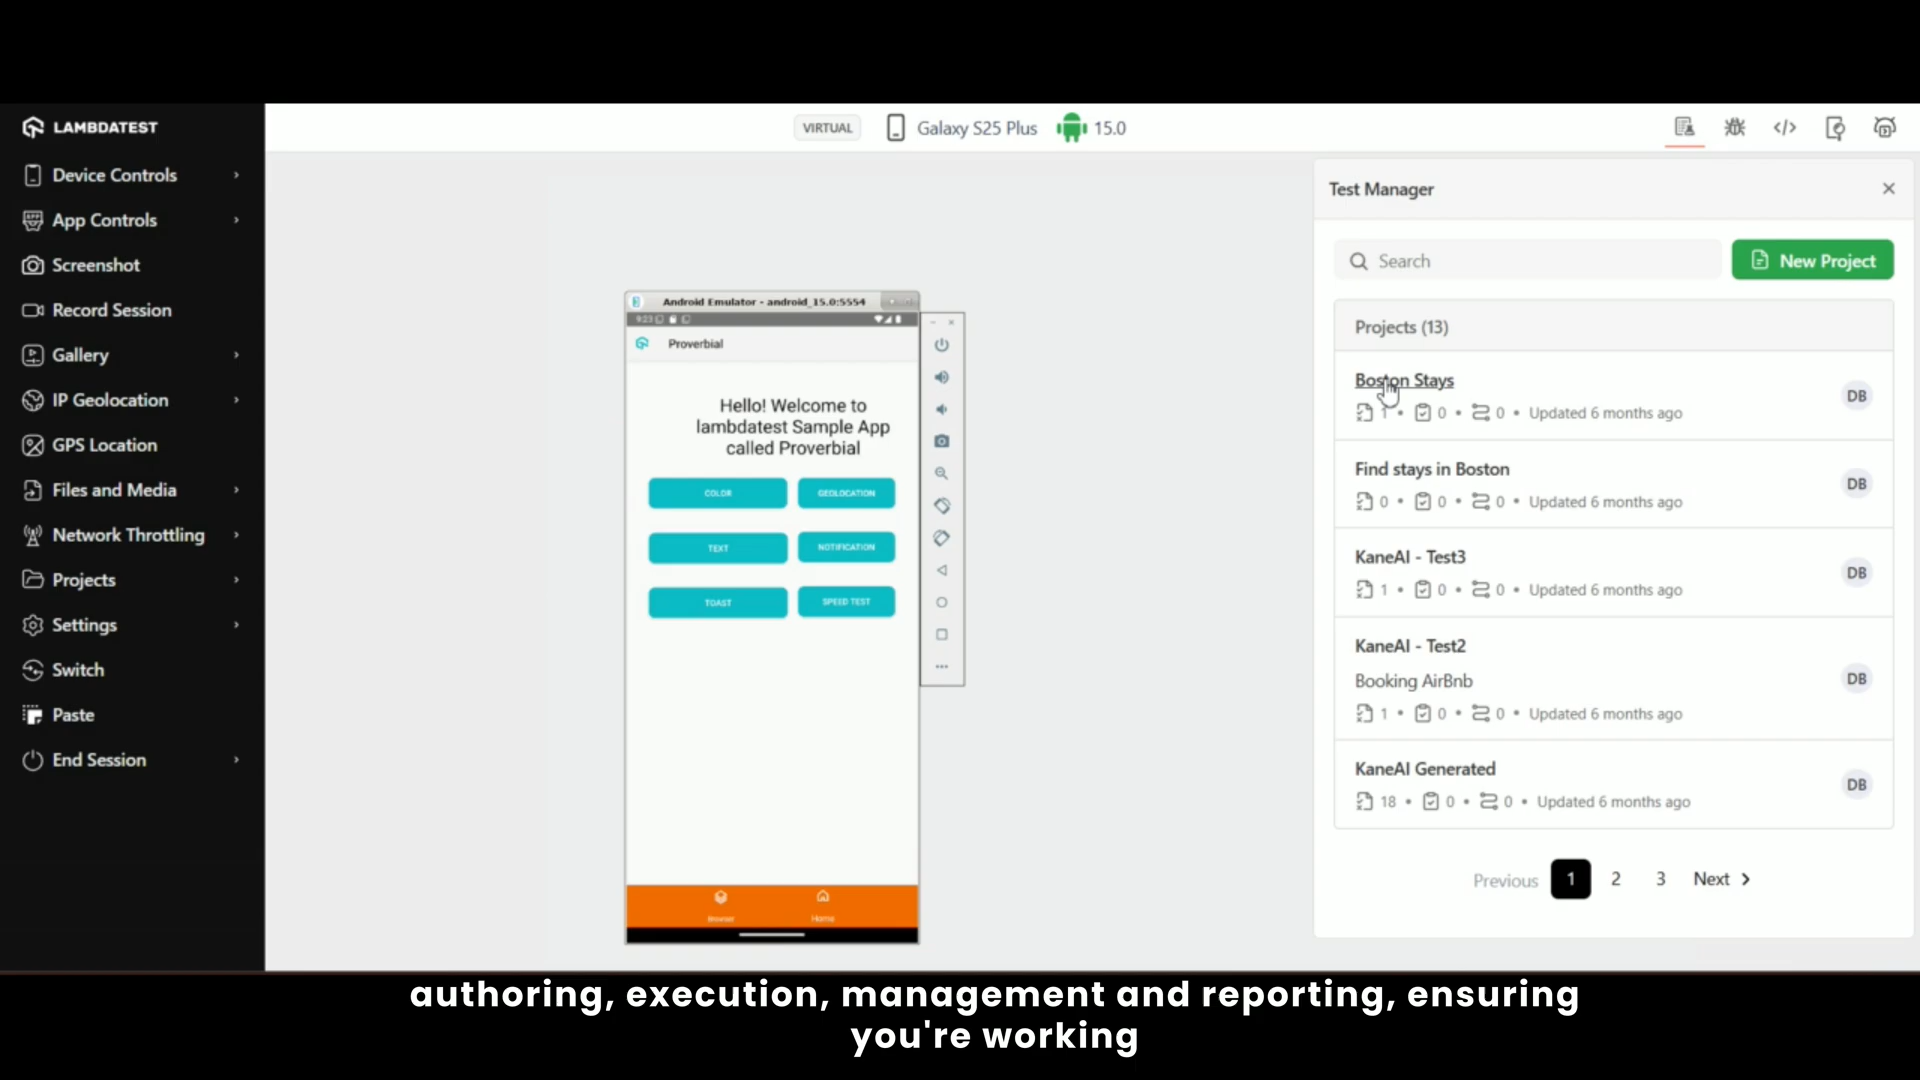 LAMBDATEST
Device Controls
App Controls
Screenshot
Record Session
Gallery
IP Geolocation
GPS Location
Files and Media
Network Throttling
Projects
Settings
Switch
Paste
End Session
VIRTUAL
Galaxy S25 Plus
15.0
Android Emulator - android_15.0:5554
9:23
Proverbial
Hello! Welcome to
lambdatest Sample App
called Proverbial
COLOR
GEOLOCATION
TEXT
NOTIFICATION
TOAST
SPEED TEST
Browser
Home
Test Manager
Search
New Project
Projects (13)
Boston Stays
1 • 0 • 0 • Updated 6 months ago
DB
Find stays in Boston
0 • 0 • 0 • Updated 6 months ago
DB
KaneAI - Test3
1 • 0 • 0 • Updated 6 months ago
DB
KaneAI - Test2
Booking AirBnb
1 • 0 • 0 • Updated 6 months ago
DB
KaneAI Generated
18 • 0 • 0 • Updated 6 months ago
DB
Previous 1 2 3 Next
authoring, execution, management and reporting, ensuring
you're working